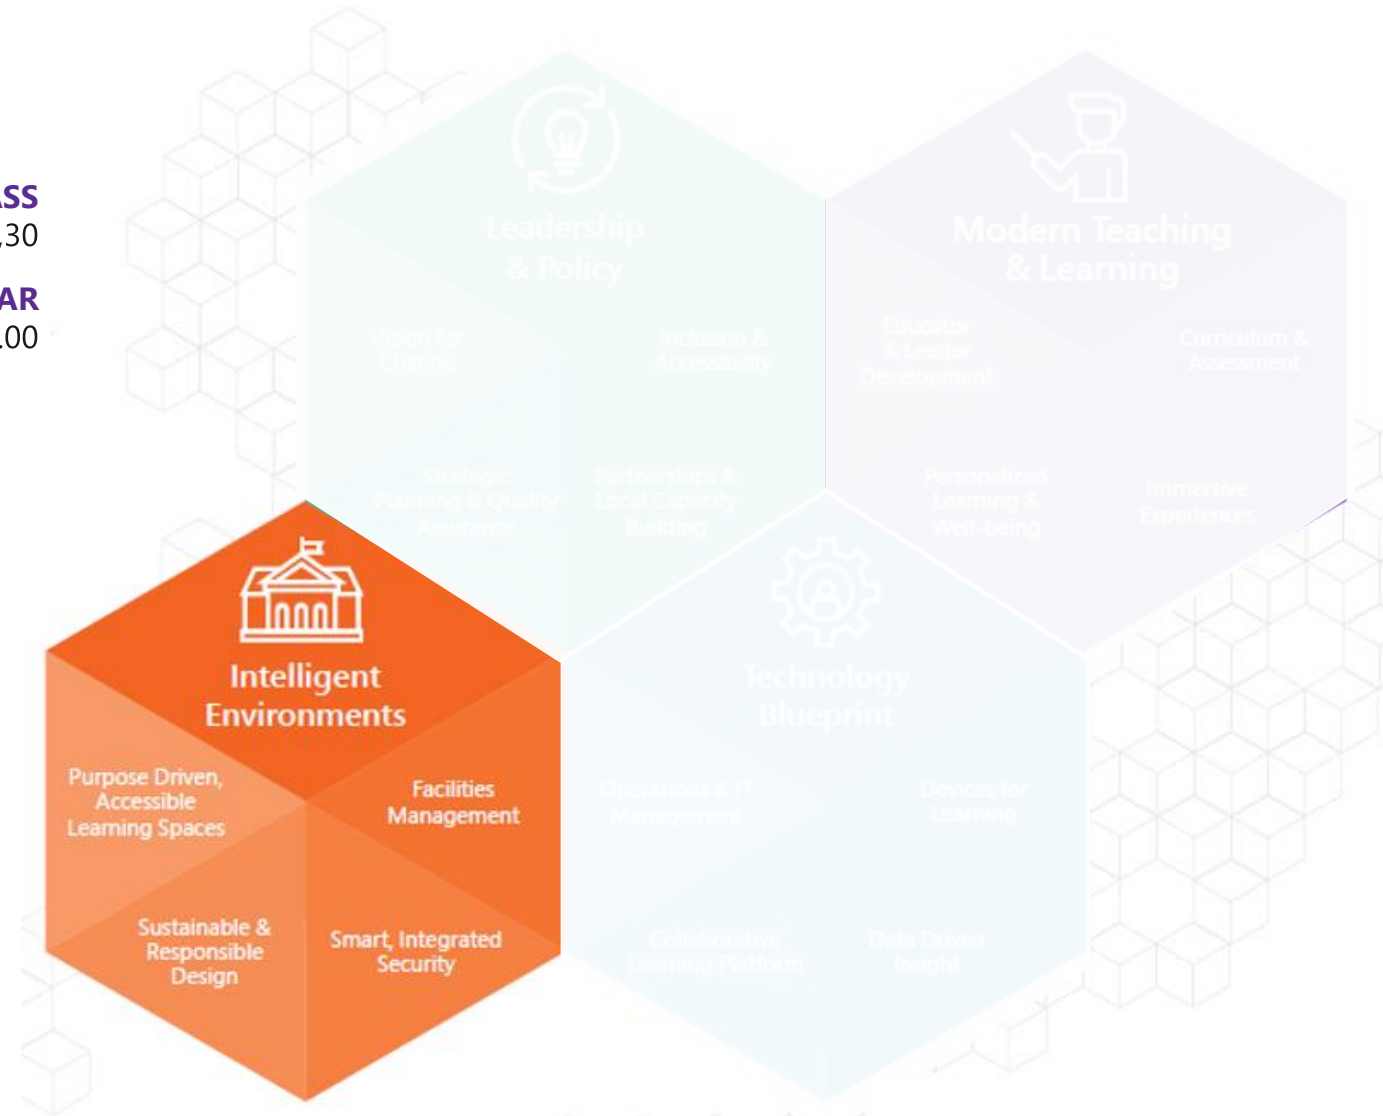 ASS
,30
AR
.00
Leadership
& Policy
Vision for
Change
Inclusion &
Accessibility
Strategic
Planning & Quality
Assurance
Partnerships &
Local Capacity
Building
Modern Teaching
& Learning
Educator
& Leader
Development
Curriculum &
Assessment
Personalized
Learning &
Well-being
Immersive
Experiences
Intelligent
Environments
Purpose Driven,
Accessible
Learning Spaces
Facilities
Management
Sustainable &
Responsible
Design
Smart, Integrated
Security
Technology
Blueprint
Operations & IT
Management
Devices for
Learning
Collaborative
Learning Platform
Data Driven
Insight